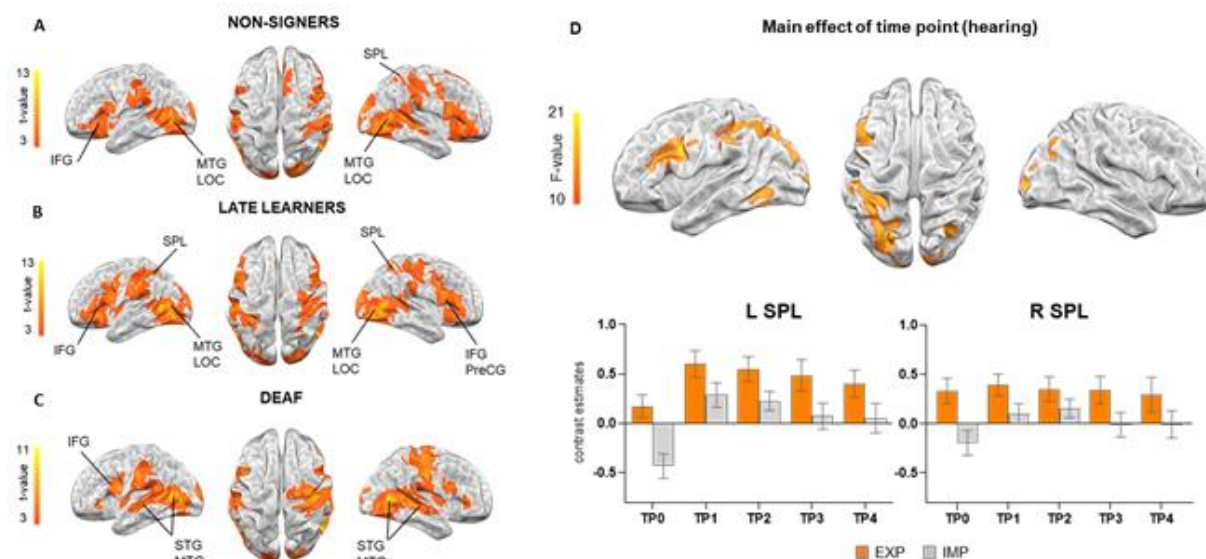 A
NON-SIGNERS
13
t-value
3
SPL
IFG
MTG
LOC
MTG
LOC
B
LATE LEARNERS
13
t-value
3
SPL
SPL
IFG
MTG
LOC
MTG
LOC
IFG
PreCG
C
DEAF
11
t-value
3
IFG
STG
STG
D
Main effect of time point (hearing)
21
F-value
10
L SPL
R SPL
contrast estimates
1.0
0.5
0.0
-0.5
1.0
0.5
0.0
-0.5
TP0 TP1 TP2 TP3 TP4
TP0 TP1 TP2 TP3 TP4
EXP IMP